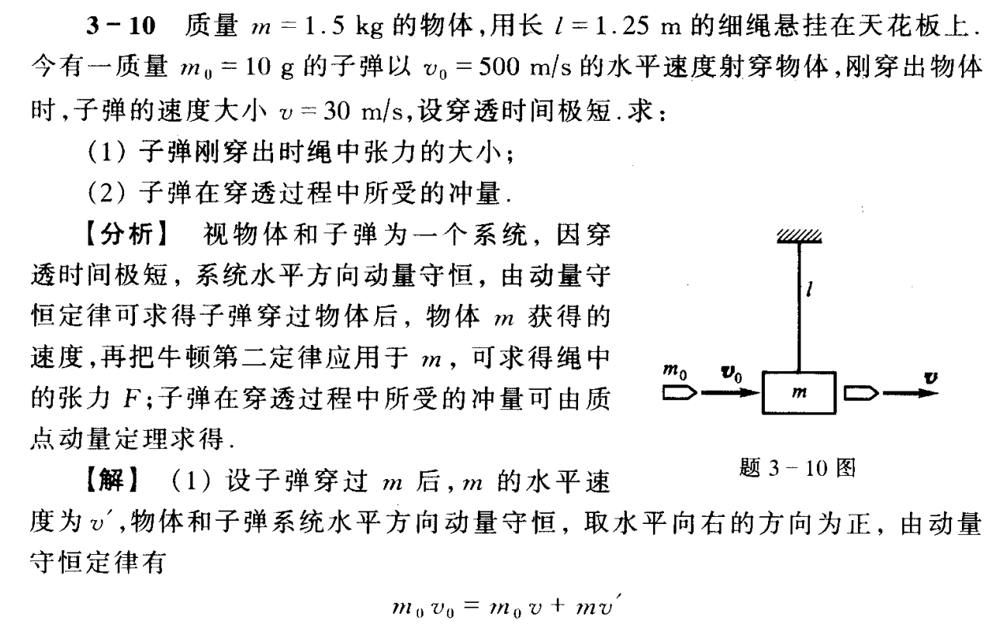 3-10 质量 m = 1.5 kg 的物体,用长 l = 1.25 m 的细绳悬挂在天花板上.
今有一质量 m₀ = 10 g 的子弹以 v₀ = 500 m/s 的水平速度射穿物体,刚穿出物体
时,子弹的速度大小 v = 30 m/s,设穿透时间极短.求:
(1) 子弹刚穿出时绳中张力的大小;
(2) 子弹在穿透过程中所受的冲量.
【分析】 视物体和子弹为一个系统, 因穿
透时间极短, 系统水平方向动量守恒, 由动量守
恒定律可求得子弹穿过物体后, 物体 m 获得的
速度,再把牛顿第二定律应用于 m, 可求得绳中
的张力 F;子弹在穿透过程中所受的冲量可由质
点动量定理求得.
l
m₀ v₀ m v
题 3-10 图
【解】 (1) 设子弹穿过 m 后, m 的水平速
度为 v′,物体和子弹系统水平方向动量守恒, 取水平向右的方向为正, 由动量
守恒定律有
m₀ v₀ = m₀ v + mv′